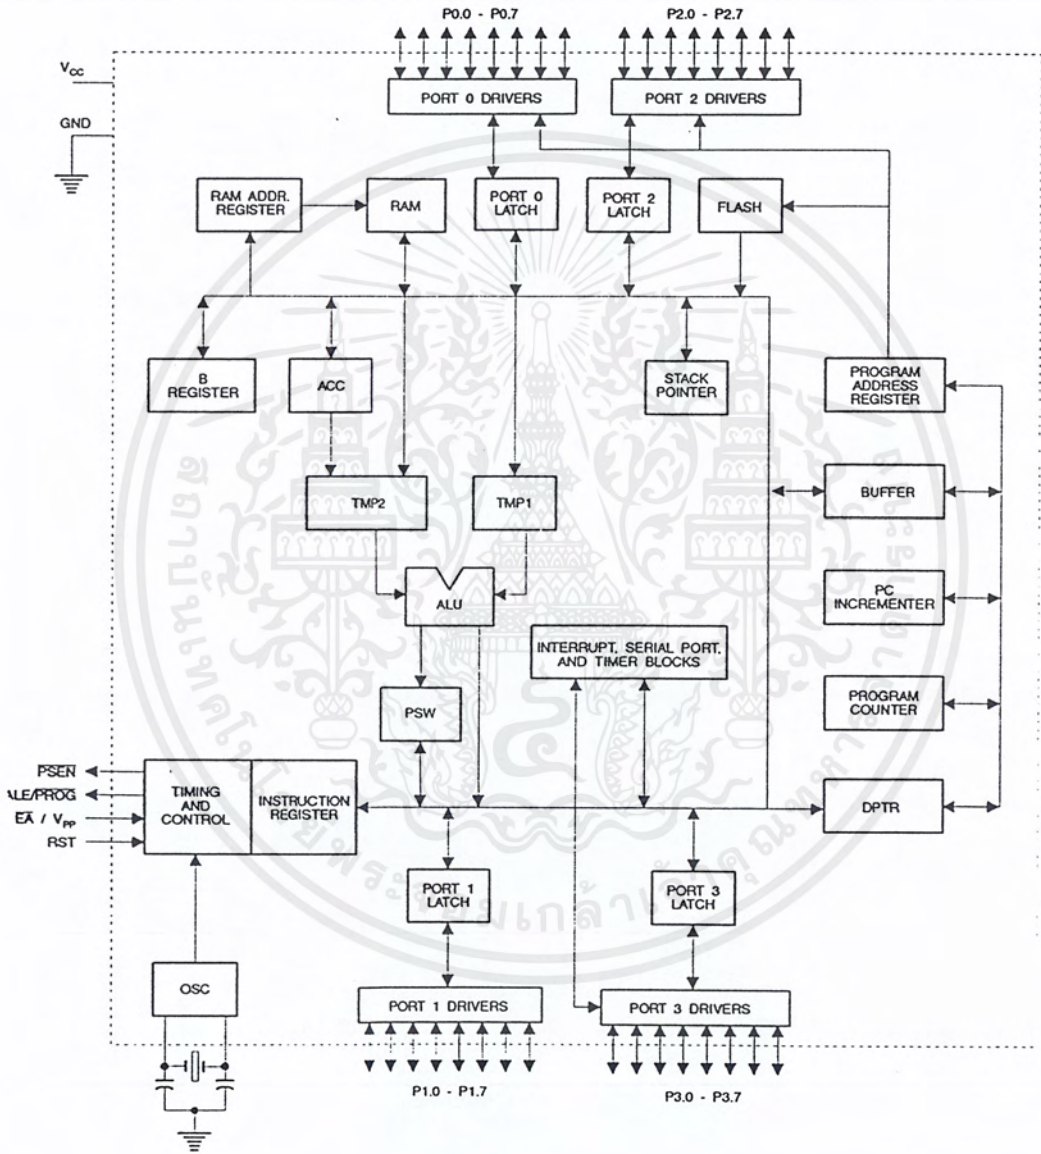 P0.0 - P0.7
P2.0 - P2.7
VCC
GND
PORT 0 DRIVERS
PORT 2 DRIVERS
RAM ADDR.
REGISTER
RAM
PORT 0
LATCH
PORT 2
LATCH
FLASH
B
REGISTER
ACC
STACK
POINTER
PROGRAM
ADDRESS
REGISTER
TMP2
TMP1
BUFFER
ALU
PC
INCREMENTER
INTERRUPT, SERIAL PORT,
AND TIMER BLOCKS
PSW
PROGRAM
COUNTER
PSEN
ALE/PROG
EA / VPP
RST
TIMING
AND
CONTROL
INSTRUCTION
REGISTER
DPTR
PORT 1
LATCH
PORT 3
LATCH
OSC
PORT 1 DRIVERS
PORT 3 DRIVERS
P1.0 - P1.7
P3.0 - P3.7